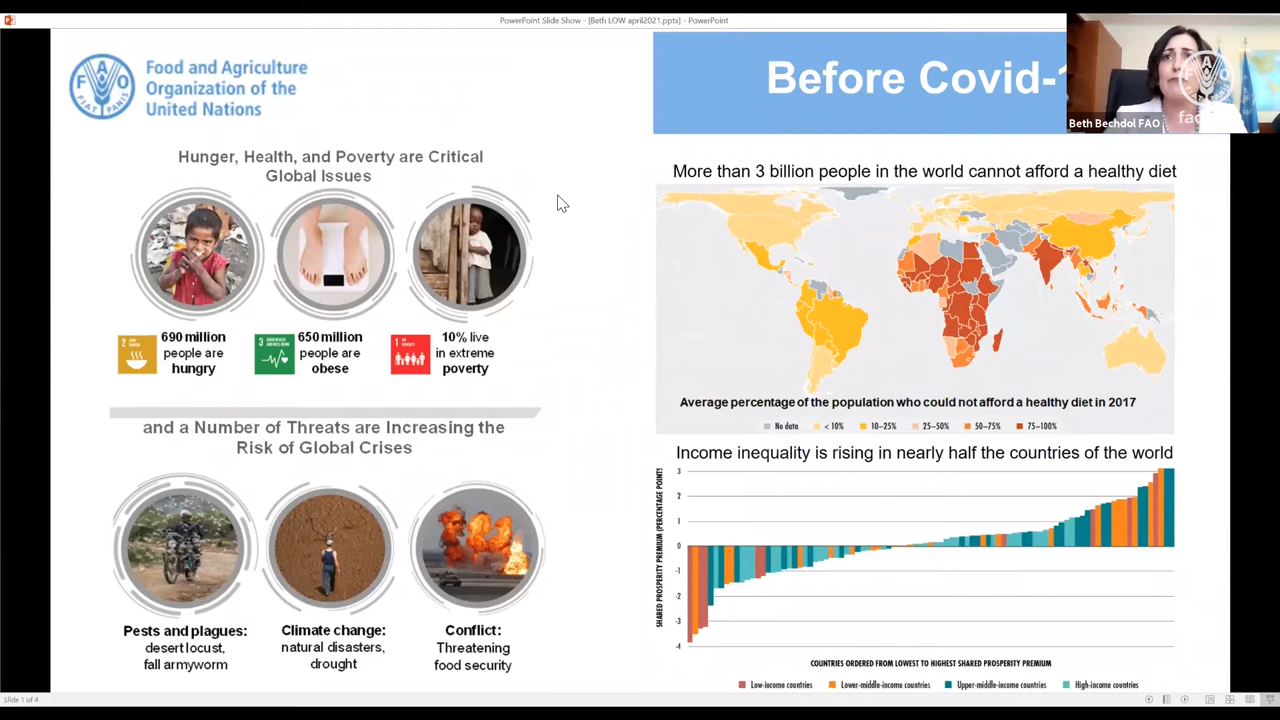 PowerPoint Slide Show - [Beth LOW april2021.pptx] - PowerPoint
Food and Agriculture
Organization of the
United Nations
Hunger, Health, and Poverty are Critical
Global Issues
690 million
people are
hungry
650 million
people are
obese
10% live
in extreme
poverty
and a Number of Threats are Increasing the
Risk of Global Crises
Pests and plagues:
desert locust,
fall armyworm
Climate change:
natural disasters,
drought
Conflict:
Threatening
food security
Before Covid-1
Beth Bechdol FAO
fao
More than 3 billion people in the world cannot afford a healthy diet
Average percentage of the population who could not afford a healthy diet in 2017
No data < 10% 10–25% 25–50% 50–75% 75–100%
Income inequality is rising in nearly half the countries of the world
SHARED PROSPERITY PREMIUM (PERCENTAGE POINTS
3
2
1
0
-1
-2
-3
-4
COUNTRIES ORDERED FROM LOWEST TO HIGHEST SHARED PROSPERITY PREMIUM
Low-income countries Lower-middle-income countries Upper-middle-income countries High-income countries
Slide 1 of 4